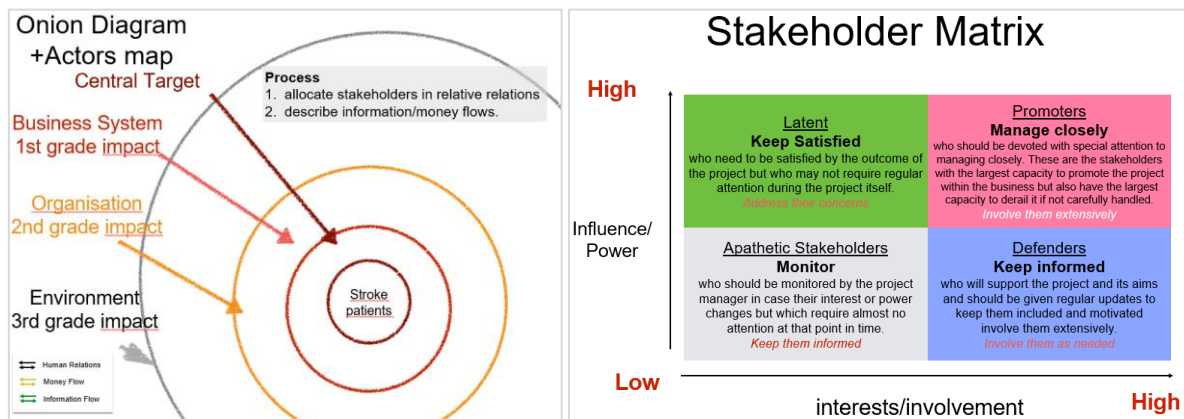 Onion Diagram
+Actors map
Central Target
Process
1. allocate stakeholders in relative relations
2. describe information/money flows.
Business System
1st grade impact
Organisation
2nd grade impact
Environment
3rd grade impact
Stroke
patients
Human Relations
Money Flow
Information Flow
Stakeholder Matrix
High
Influence/
Power
Low
Latent
Keep Satisfied
who need to be satisfied by the outcome of
the project but who may not require regular
attention during the project itself.
Address their concerns
Promoters
Manage closely
who should be devoted with special attention to
managing closely. These are the stakeholders
with the largest capacity to promote the project
within the business but also have the largest
capacity to derail it if not carefully handled.
Involve them extensively
Apathetic Stakeholders
Monitor
who should be monitored by the project
manager in case their interest or power
changes but which require almost no
attention at that point in time.
Keep them informed
Defenders
Keep informed
who will support the project and its aims
and should be given regular updates to
keep them included and motivated
involve them extensively.
Involve them as needed
interests/involvement
High